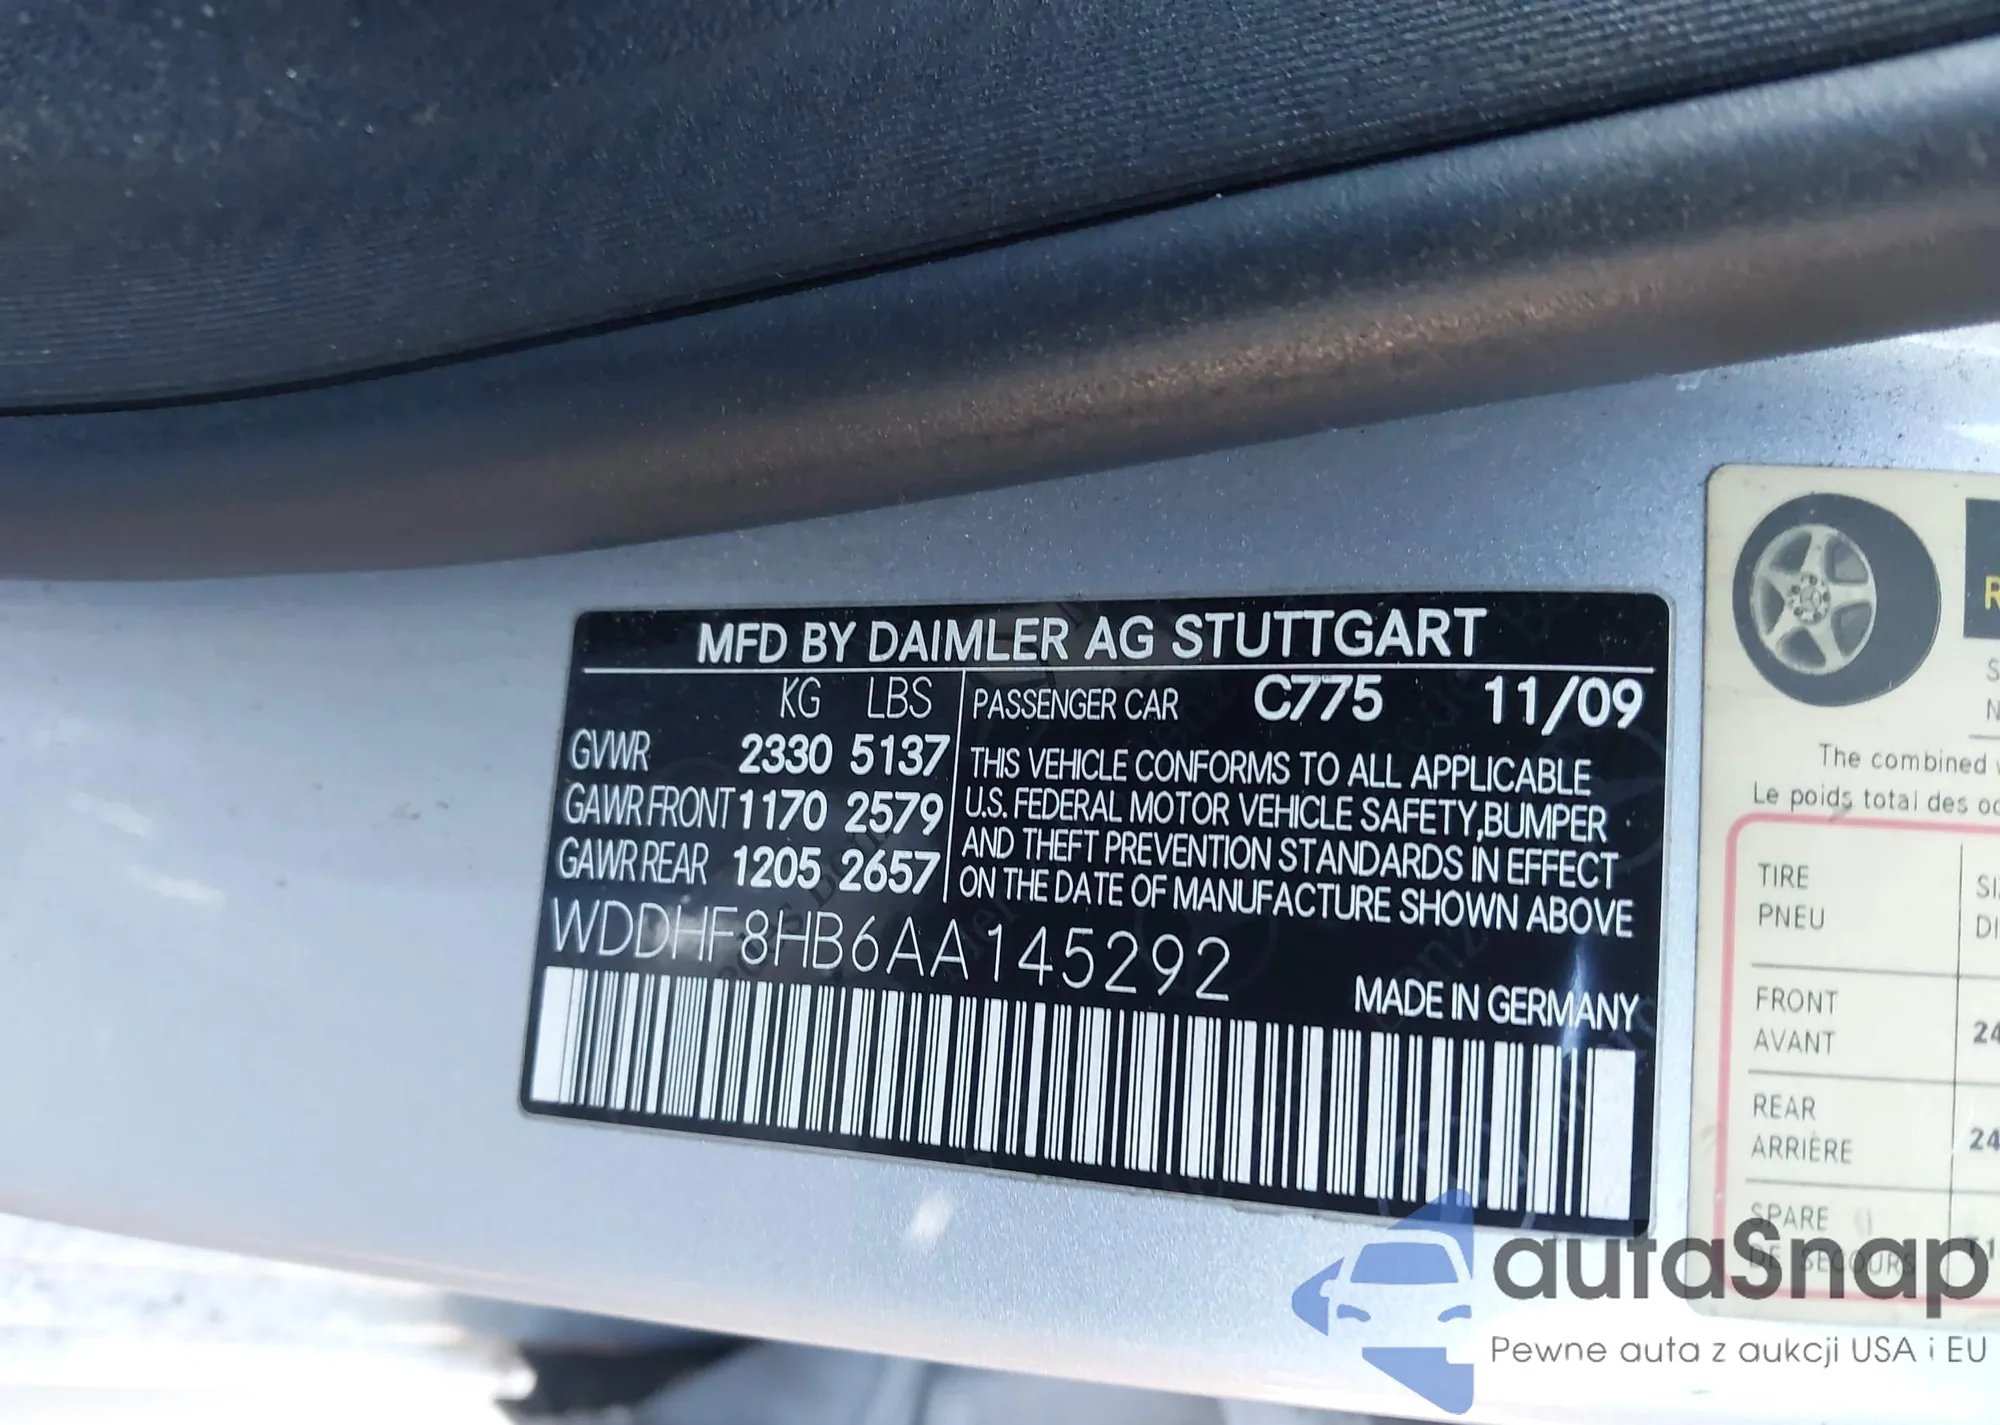 MFD BY DAIMLER AG STUTTGART
KG LBS
GVWR 2330 5137
GAWR FRONT 1170 2579
GAWR REAR 1205 2657
PASSENGER CAR C775 11/09
THIS VEHICLE CONFORMS TO ALL APPLICABLE
U.S. FEDERAL MOTOR VEHICLE SAFETY, BUMPER
AND THEFT PREVENTION STANDARDS IN EFFECT
ON THE DATE OF MANUFACTURE SHOWN ABOVE
WDDHF8HB6AA145292
MADE IN GERMANY
The combined
Le poids total des
TIRE
PNEU
FRONT
AVANT
REAR
ARRIÈRE
SPARE
DE SECOURS
autaSnap
Pewne auta z aukcji USA i EU